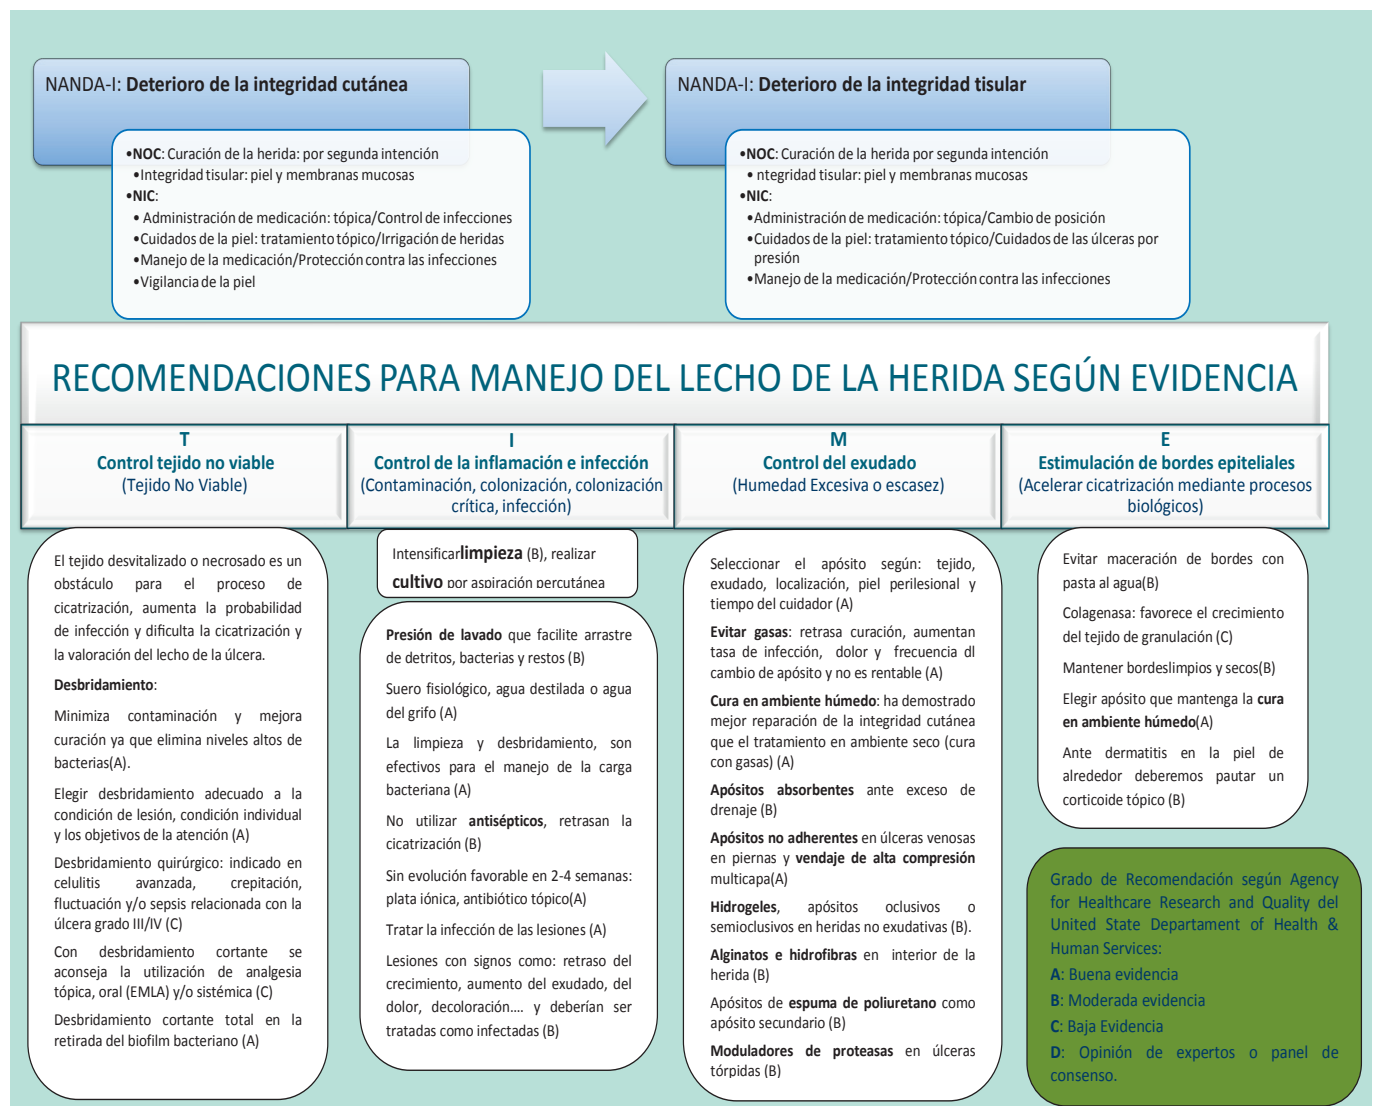 NANDA-I: Deterioro de la integridad cutánea
•NOC: Curación de la herida: por segunda intención
•Integridad tisular: piel y membranas mucosas
•NIC:
• Administración de medicación: tópica/Control de infecciones
•Cuidados de la piel: tratamiento tópico/Irrigación de heridas
•Manejo de la medicación/Protección contra las infecciones
•Vigilancia de la piel
NANDA-I: Deterioro de la integridad tisular
•NOC: Curación de la herida por segunda intención
• ntegridad tisular: piel y membranas mucosas
•NIC:
•Administración de medicación: tópica/Cambio de posición
•Cuidados de la piel: tratamiento tópico/Cuidados de las úlceras por
presión
•Manejo de la medicación/Protección contra las infecciones
RECOMENDACIONES PARA MANEJO DEL LECHO DE LA HERIDA SEGÚN EVIDENCIA
T
Control tejido no viable
(Tejido No Viable)
El tejido desvitalizado o necrosado es un
obstáculo para el proceso de
cicatrización, aumenta la probabilidad
de infección y dificulta la cicatrización y
la valoración del lecho de la úlcera.
Desbridamiento:
Minimiza contaminación y mejora
curación ya que elimina niveles altos de
bacterias(A).
Elegir desbridamiento adecuado a la
condición de lesión, condición individual
y los objetivos de la atención (A)
Desbridamiento quirúrgico: indicado en
celulitis avanzada, crepitación,
fluctuación y/o sepsis relacionada con la
úlcera grado III/IV (C)
Con desbridamiento cortante se
aconseja la utilización de analgesia
tópica, oral (EMLA) y/o sistémica (C)
Desbridamiento cortante total en la
retirada del biofilm bacteriano (A)
I
Control de la inflamación e infección
(Contaminación, colonización, colonización
crítica, infección)
Intensificarlimpieza (B), realizar
cultivo por aspiración percutánea
Presión de lavado que facilite arrastre
de detritos, bacterias y restos (B)
Suero fisiológico, agua destilada o agua
del grifo (A)
La limpieza y desbridamiento, son
efectivos para el manejo de la carga
bacteriana (A)
No utilizar antisépticos, retrasan la
cicatrización (B)
Sin evolución favorable en 2-4 semanas:
plata iónica, antibiótico tópico(A)
Tratar la infección de las lesiones (A)
Lesiones con signos como: retraso del
crecimiento, aumento del exudado, del
dolor, decoloración.... y deberían ser
tratadas como infectadas (B)
M
Control del exudado
(Humedad Excesiva o escasez)
Seleccionar el apósito según: tejido,
exudado, localización, piel perilesional y
tiempo del cuidador (A)
Evitar gasas: retrasa curación, aumentan
tasa de infección, dolor y frecuencia dl
cambio de apósito y no es rentable (A)
Cura en ambiente húmedo: ha demostrado
mejor reparación de la integridad cutánea
que el tratamiento en ambiente seco (cura
con gasas) (A)
Apósitos absorbentes ante exceso de
drenaje (B)
Apósitos no adherentes en úlceras venosas
en piernas y vendaje de alta compresión
multicapa(A)
Hidrogeles, apósitos oclusivos o
semioclusivos en heridas no exudativas (B).
Alginatos e hidrofibras en interior de la
herida (B)
Apósitos de espuma de poliuretano como
apósito secundario (B)
Moduladores de proteasas en úlceras
tórpidas (B)
E
Estimulación de bordes epiteliales
(Acelerar cicatrización mediante procesos
biológicos)
Evitar maceración de bordes con
pasta al agua(B)
Colagenasa: favorece el crecimiento
del tejido de granulación (C)
Mantener bordeslimpios y secos(B)
Elegir apósito que mantenga la cura
en ambiente húmedo(A)
Ante dermatitis en la piel de
alrededor deberemos pautar un
corticoide tópico (B)
Grado de Recomendación según Agency
for Healthcare Research and Quality del
United State Departament of Health &
Human Services:
A: Buena evidencia
B: Moderada evidencia
C: Baja Evidencia
D: Opinión de expertos o panel de
consenso.